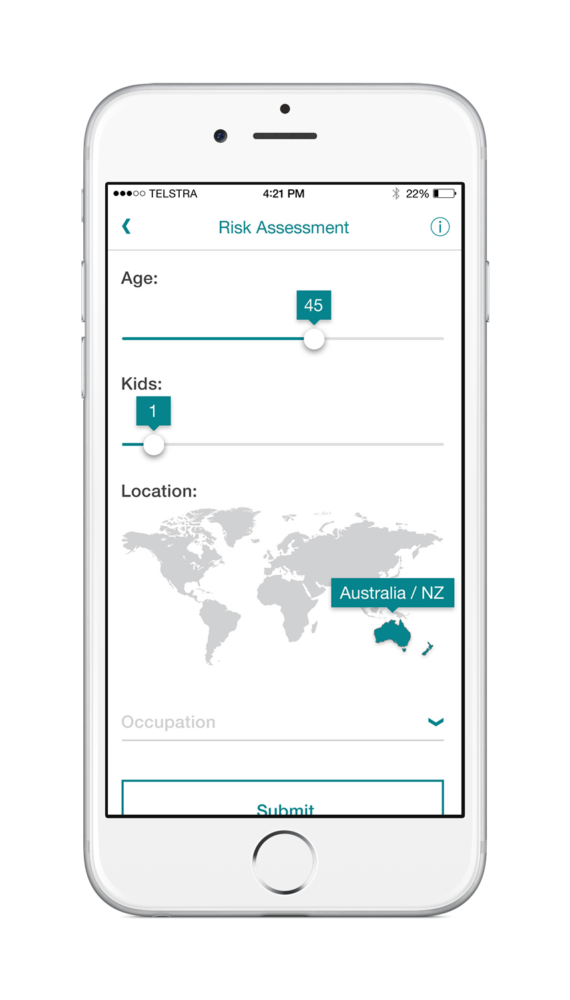 TELSTRA 4:21 PM 22%
Risk Assessment
Age:
45
Kids:
1
Location:
Australia / NZ
Occupation
Submit